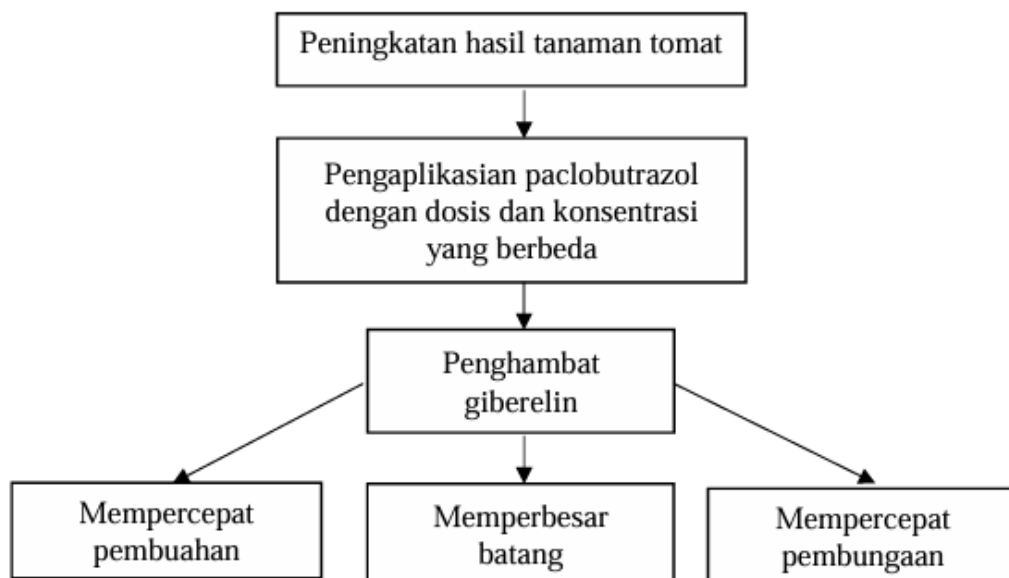 Peningkatan hasil tanaman tomat
Pengaplikasian paclobutrazol
dengan dosis dan konsentrasi
yang berbeda
Penghambat
giberelin
Mempercepat
pembuahan
Memperbesar
batang
Mempercepat
pembungaan